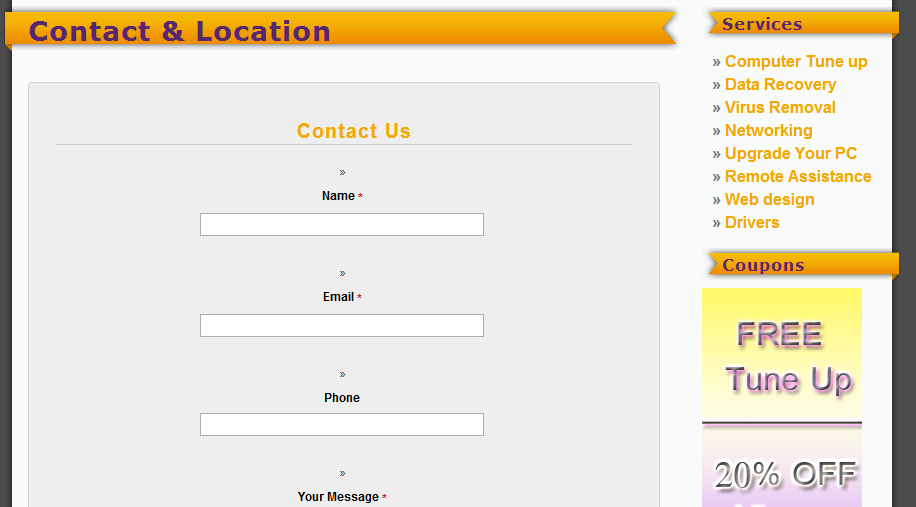 Contact & Location
Contact Us
»
Name *
»
Email *
»
Phone
»
Your Message *
Services
» Computer Tune up
» Data Recovery
» Virus Removal
» Networking
» Upgrade Your PC
» Remote Assistance
» Web design
» Drivers
Coupons
FREE
Tune Up
20% OFF